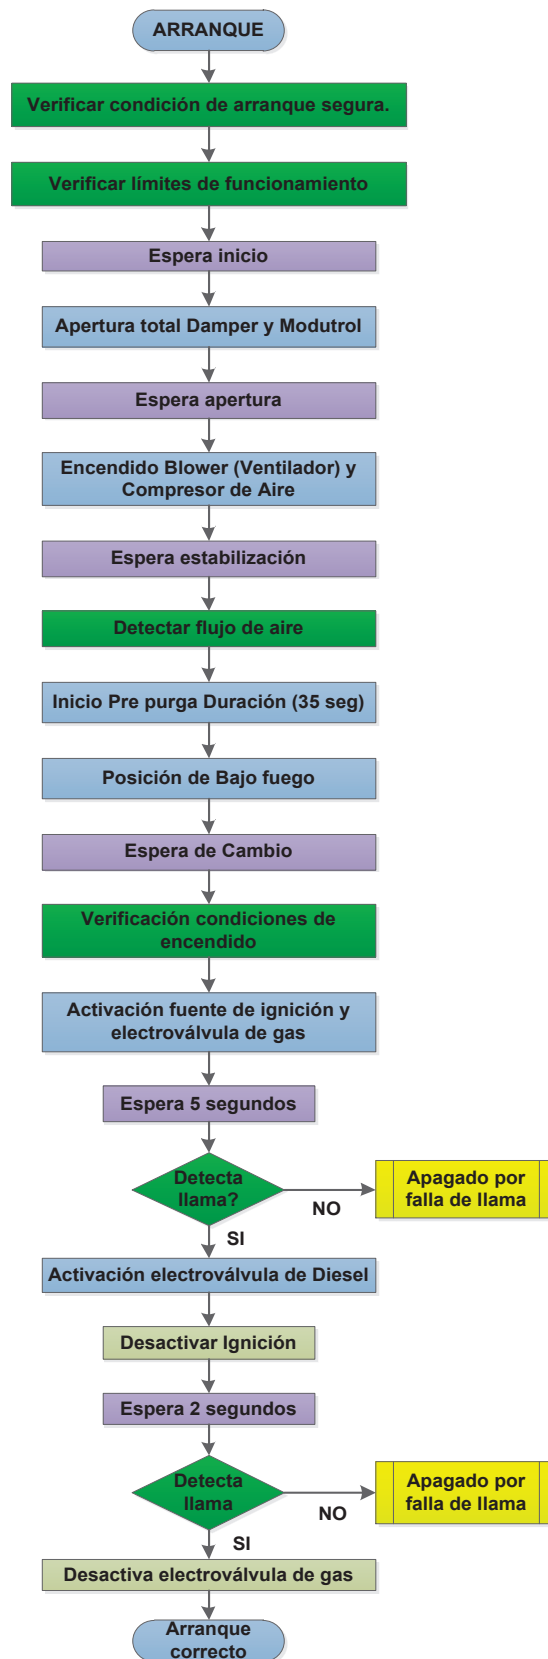 ARRANQUE
Verificar condición de arranque segura.
Verificar límites de funcionamiento
Espera inicio
Apertura total Damper y Modutrol
Espera apertura
Encendido Blower (Ventilador) y
Compresor de Aire
Espera estabilización
Detectar flujo de aire
Inicio Pre purga Duración (35 seg)
Posición de Bajo fuego
Espera de Cambio
Verificación condiciones de
encendido
Activación fuente de ignición y
electroválvula de gas
Espera 5 segundos
Detecta
llama?
NO
Apagado por
falla de llama
SI
Activación electroválvula de Diesel
Desactivar Ignición
Espera 2 segundos
Detecta
llama
NO
Apagado por
falla de llama
SI
Desactiva electroválvula de gas
Arranque
correcto